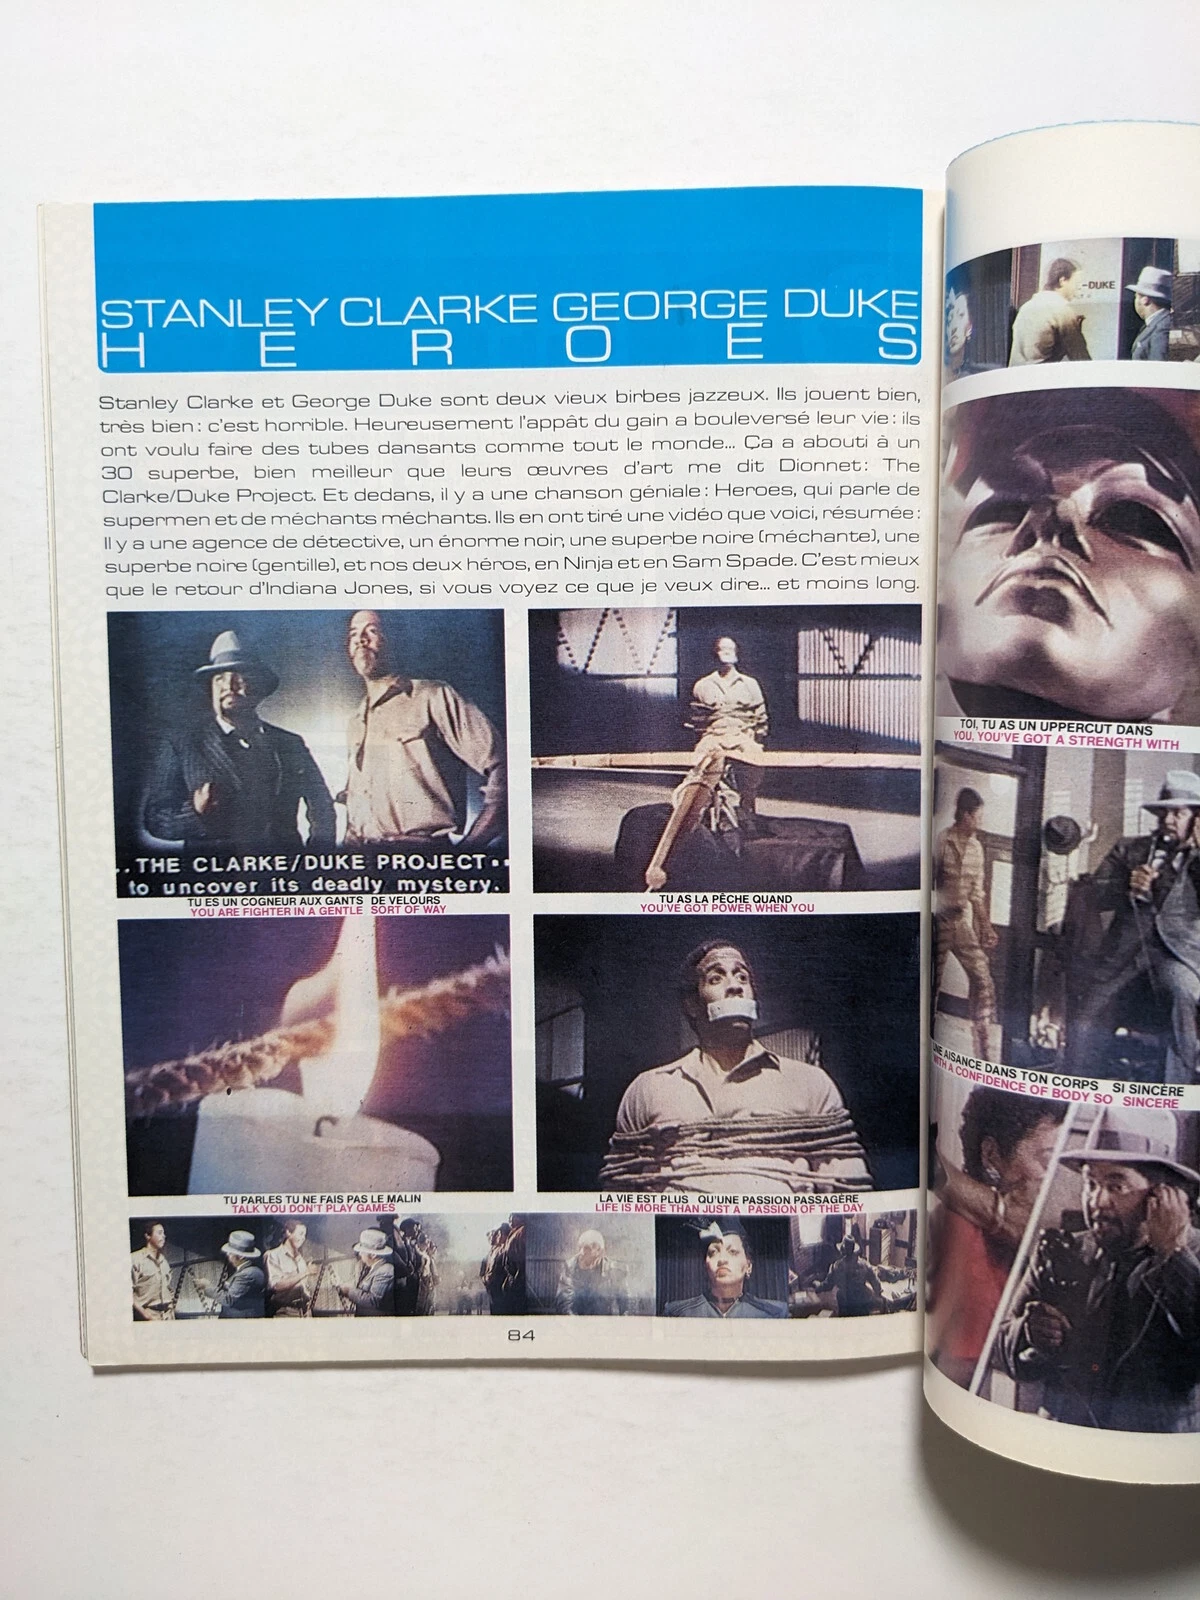 STANLEY CLARKE GEORGE DUKE
HEROES
Stanley Clarke et George Duke sont deux vieux birbes jazzeux. Ils jouent bien,
très bien : c'est horrible. Heureusement l'appât du gain a bouleversé leur vie : ils
ont voulu faire des tubes dansants comme tout le monde... Ça a abouti à un
30 superbe, bien meilleur que leurs œuvres d'art me dit Dionnet : The
Clarke/Duke Project. Et dedans, il y a une chanson géniale : Heroes, qui parle de
supermen et de méchants méchants. Ils en ont tiré une vidéo que voici, résumée :
Il y a une agence de détective, un énorme noir, une superbe noire (méchante), une
superbe noire (gentille), et nos deux héros, en Ninja et en Sam Spade. C'est mieux
que le retour d'Indiana Jones, si vous voyez ce que je veux dire... et moins long.
..THE CLARKE/DUKE PROJECT..
to uncover its deadly mystery.
TU ES UN COGNEUR AUX GANTS DE VELOURS
YOU ARE FIGHTER IN A GENTLE SORT OF WAY
TU AS LA PÊCHE QUAND
YOU'VE GOT POWER WHEN YOU
TU PARLES TU NE FAIS PAS LE MALIN
TALK YOU DON'T PLAY GAMES
LA VIE EST PLUS QU'UNE PASSION PASSAGÈRE
LIFE IS MORE THAN JUST A PASSION OF THE DAY
84
-DUKE
TOI, TU AS UN UPPERCUT DANS
YOU, YOU'VE GOT A STRENGTH WITH
UNE AISANCE DANS TON CORPS SI SINCÈRE
WITH A CONFIDENCE OF BODY SO SINCERE